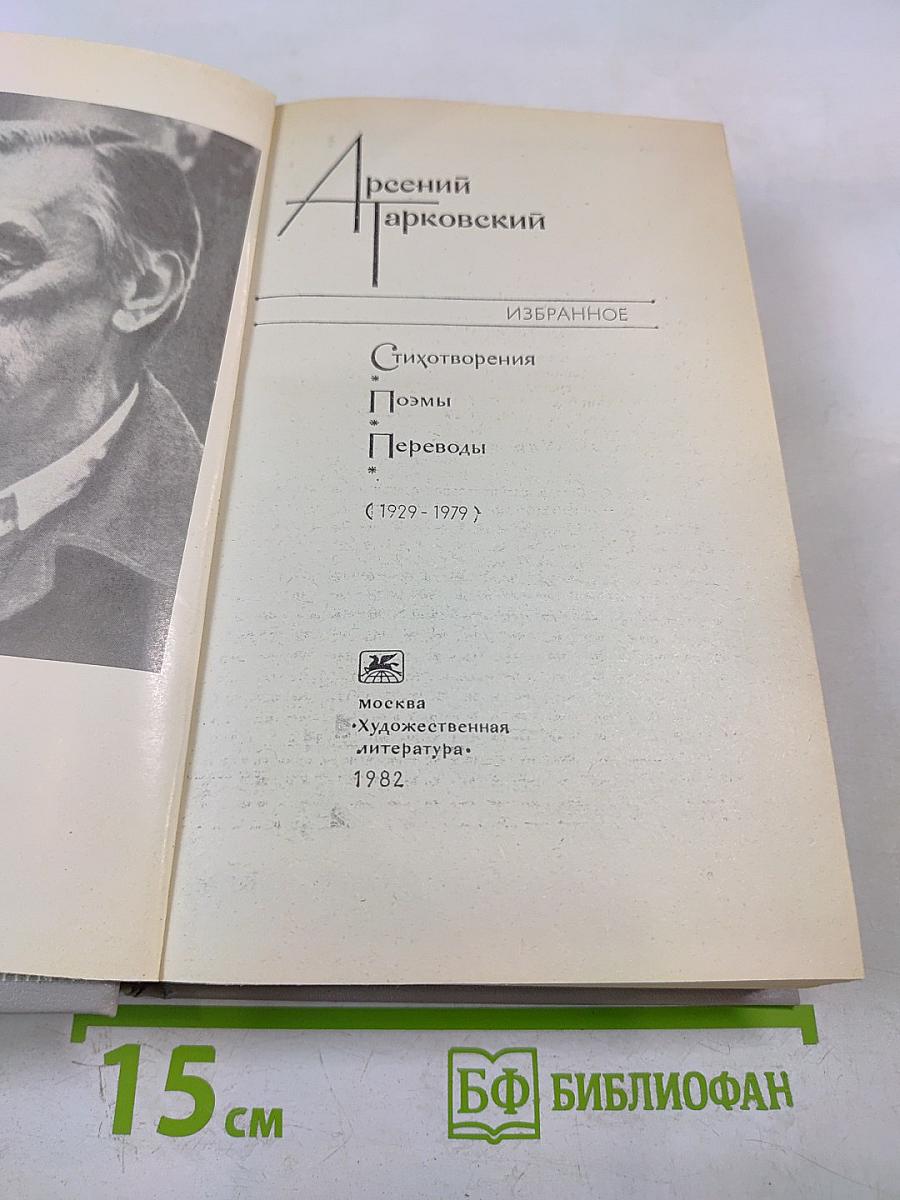 Арсений
Тарковский
ИЗБРАННОЕ
Стихотворения
*
Поэмы
*
Переводы
*
(1929-1979)
МОСКВА
•Художественная
литература•
1982
15 см
БФ БИБЛИОФАН